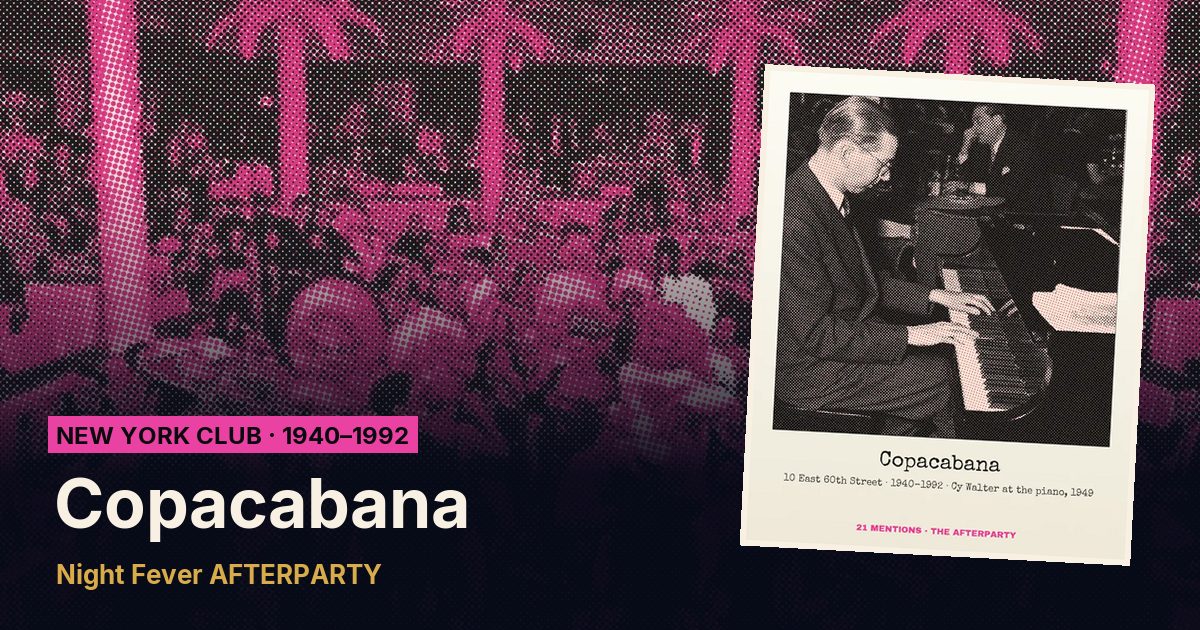 NEW YORK CLUB · 1940–1992
Copacabana
Night Fever AFTERPARTY
Copacabana
10 East 60th Street · 1940–1992 · Cy Walter at the piano, 1949
21 MENTIONS · THE AFTERPARTY